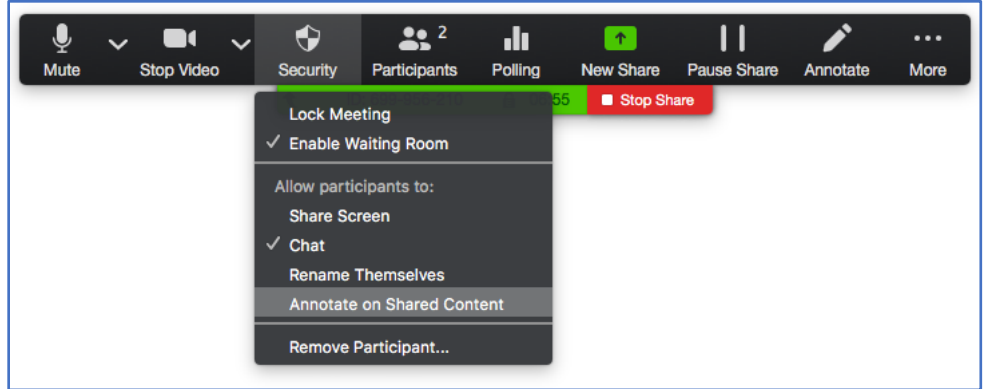 2
Mute Stop Video Security Participants Polling New Share Pause Share Annotate More
55 Stop Share
Lock Meeting
✓ Enable Waiting Room
Allow participants to:
Share Screen
✓ Chat
Rename Themselves
Annotate on Shared Content
Remove Participant...